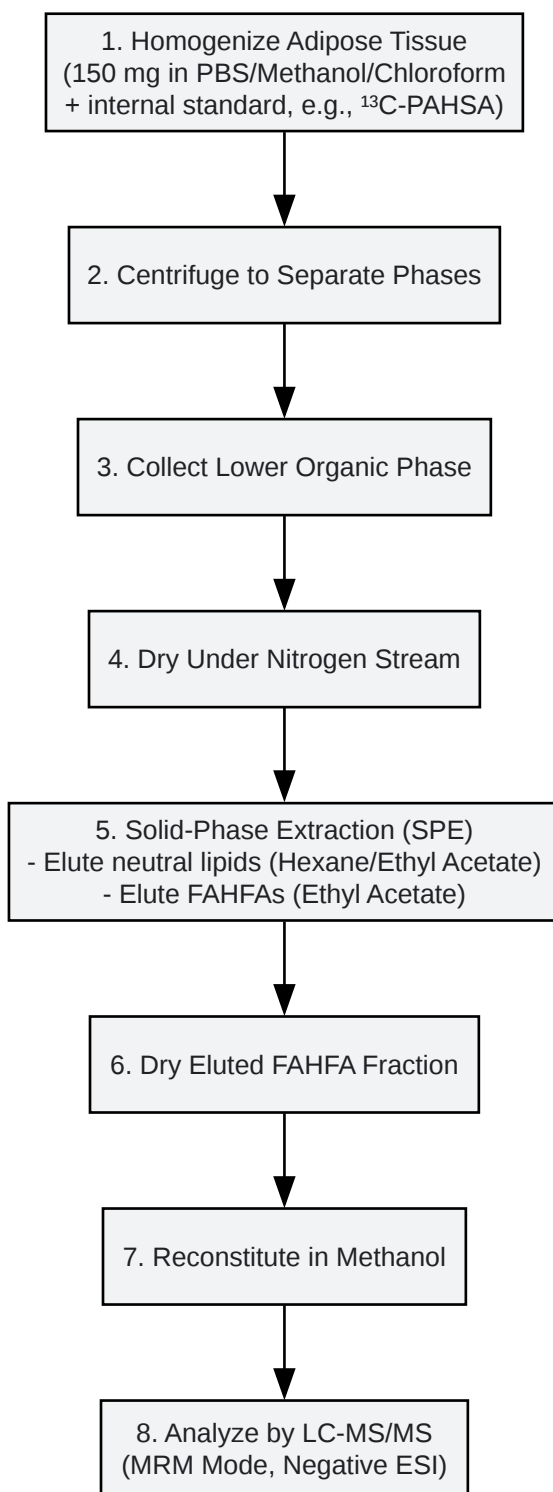 1. Homogenize Adipose Tissue
(150 mg in PBS/Methanol/Chloroform
+ internal standard, e.g., ¹³C-PAHSA)
2. Centrifuge to Separate Phases
3. Collect Lower Organic Phase
4. Dry Under Nitrogen Stream
5. Solid-Phase Extraction (SPE)
- Elute neutral lipids (Hexane/Ethyl Acetate)
- Elute FAHFAs (Ethyl Acetate)
6. Dry Eluted FAHFA Fraction
7. Reconstitute in Methanol
8. Analyze by LC-MS/MS
(MRM Mode, Negative ESI)